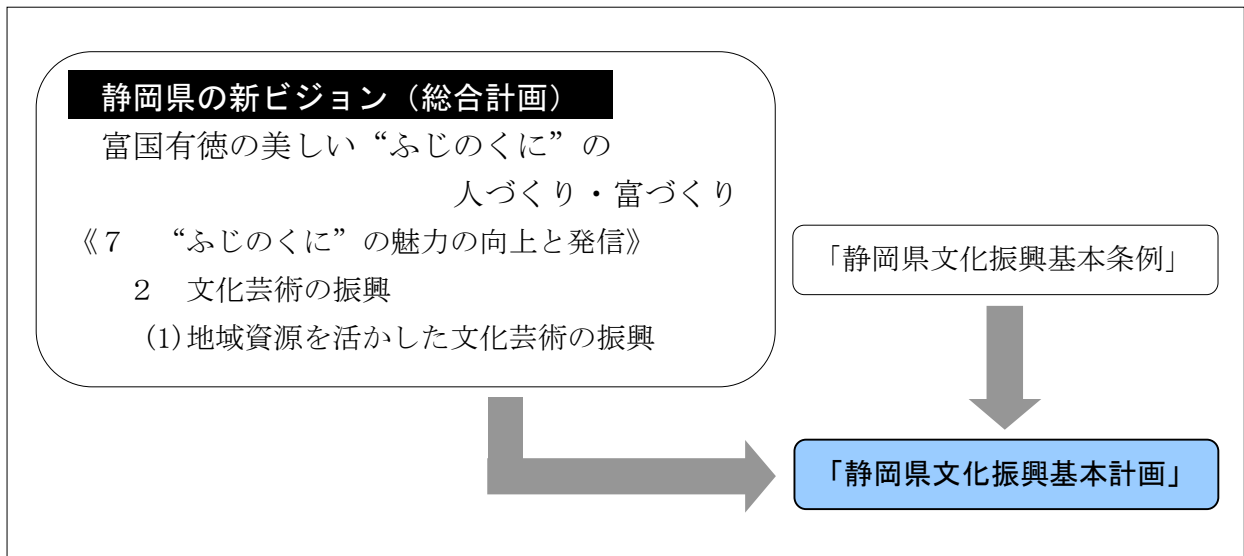 静岡県の新ビジョン（総合計画）
富国有徳の美しい“ふじのくに”の
人づくり・富づくり
《７　“ふじのくに”の魅力の向上と発信》
２　文化芸術の振興
(1)地域資源を活かした文化芸術の振興
「静岡県文化振興基本条例」
「静岡県文化振興基本計画」